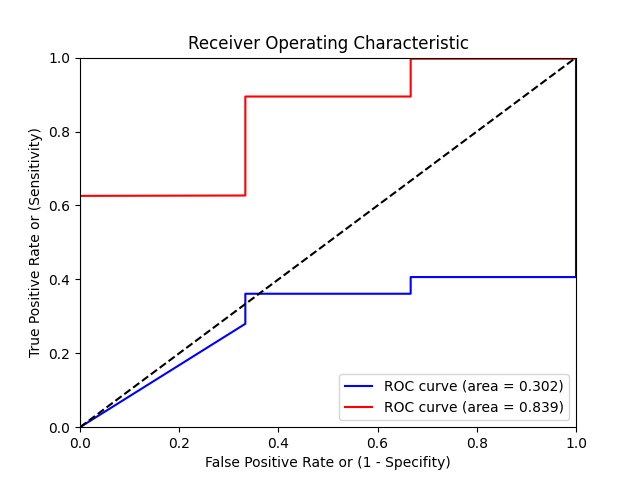 Receiver Operating Characteristic
True Positive Rate or (Sensitivity)
1.0
0.8
0.6
0.4
0.2
0.0
ROC curve (area = 0.302)
ROC curve (area = 0.839)
0.0 0.2 0.4 0.6 0.8 1.0
False Positive Rate or (1 - Specifity)